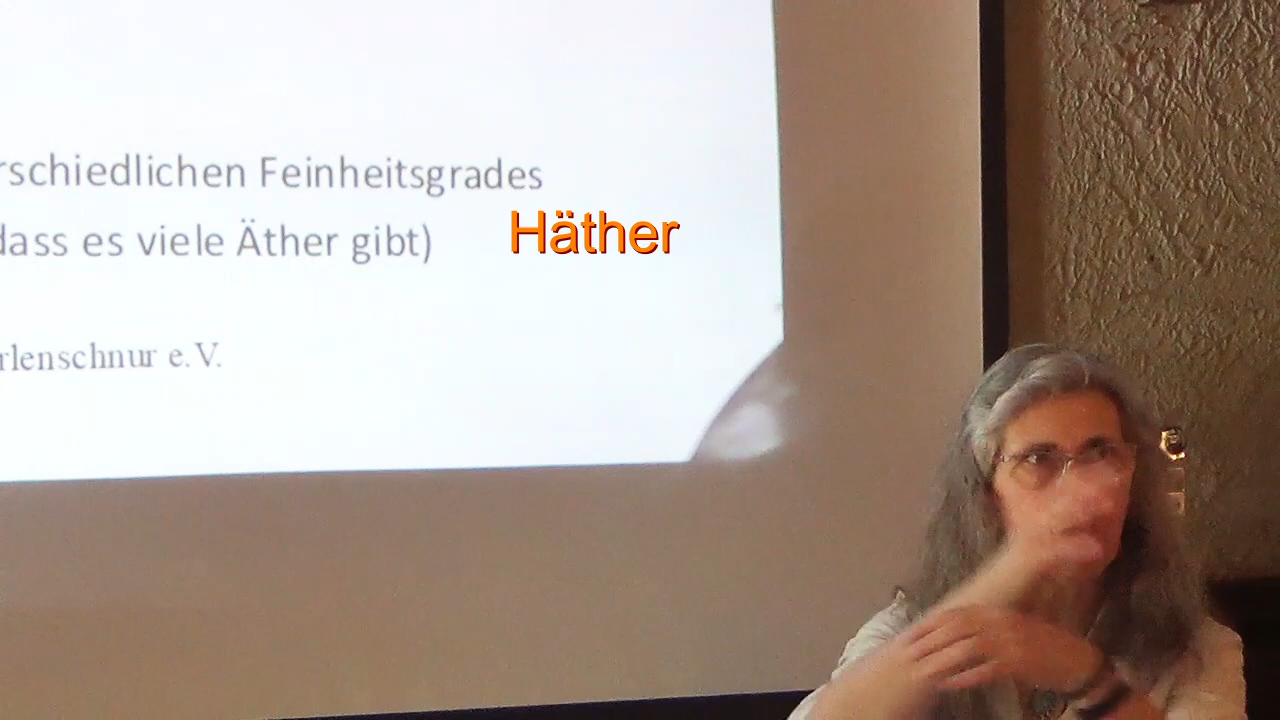 rschiedlichen Feinheitsgrades
dass es viele Äther gibt)
Häther
rlenschnur e.V.